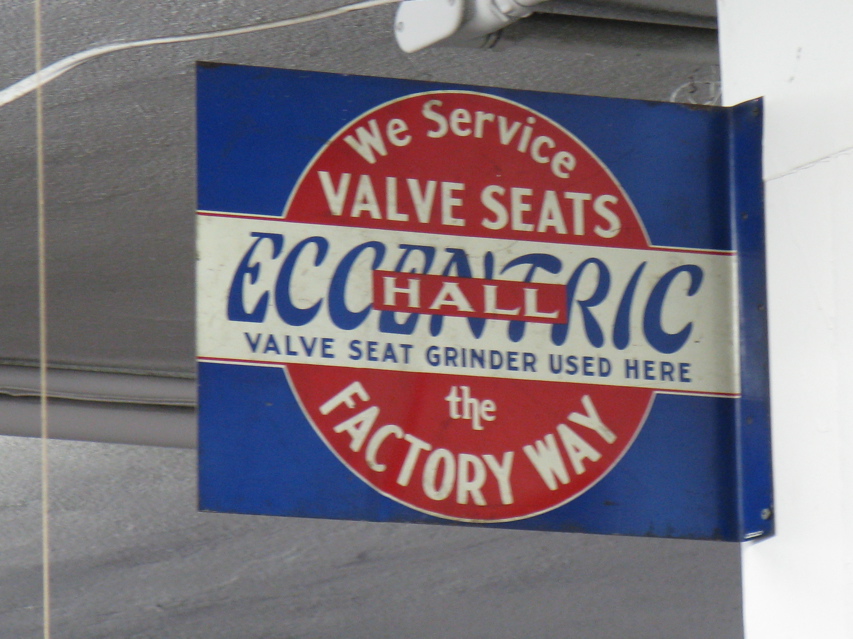 We Service
VALVE SEATS
ECCENTRIC
HALL
VALVE SEAT GRINDER USED HERE
the
FACTORY WAY